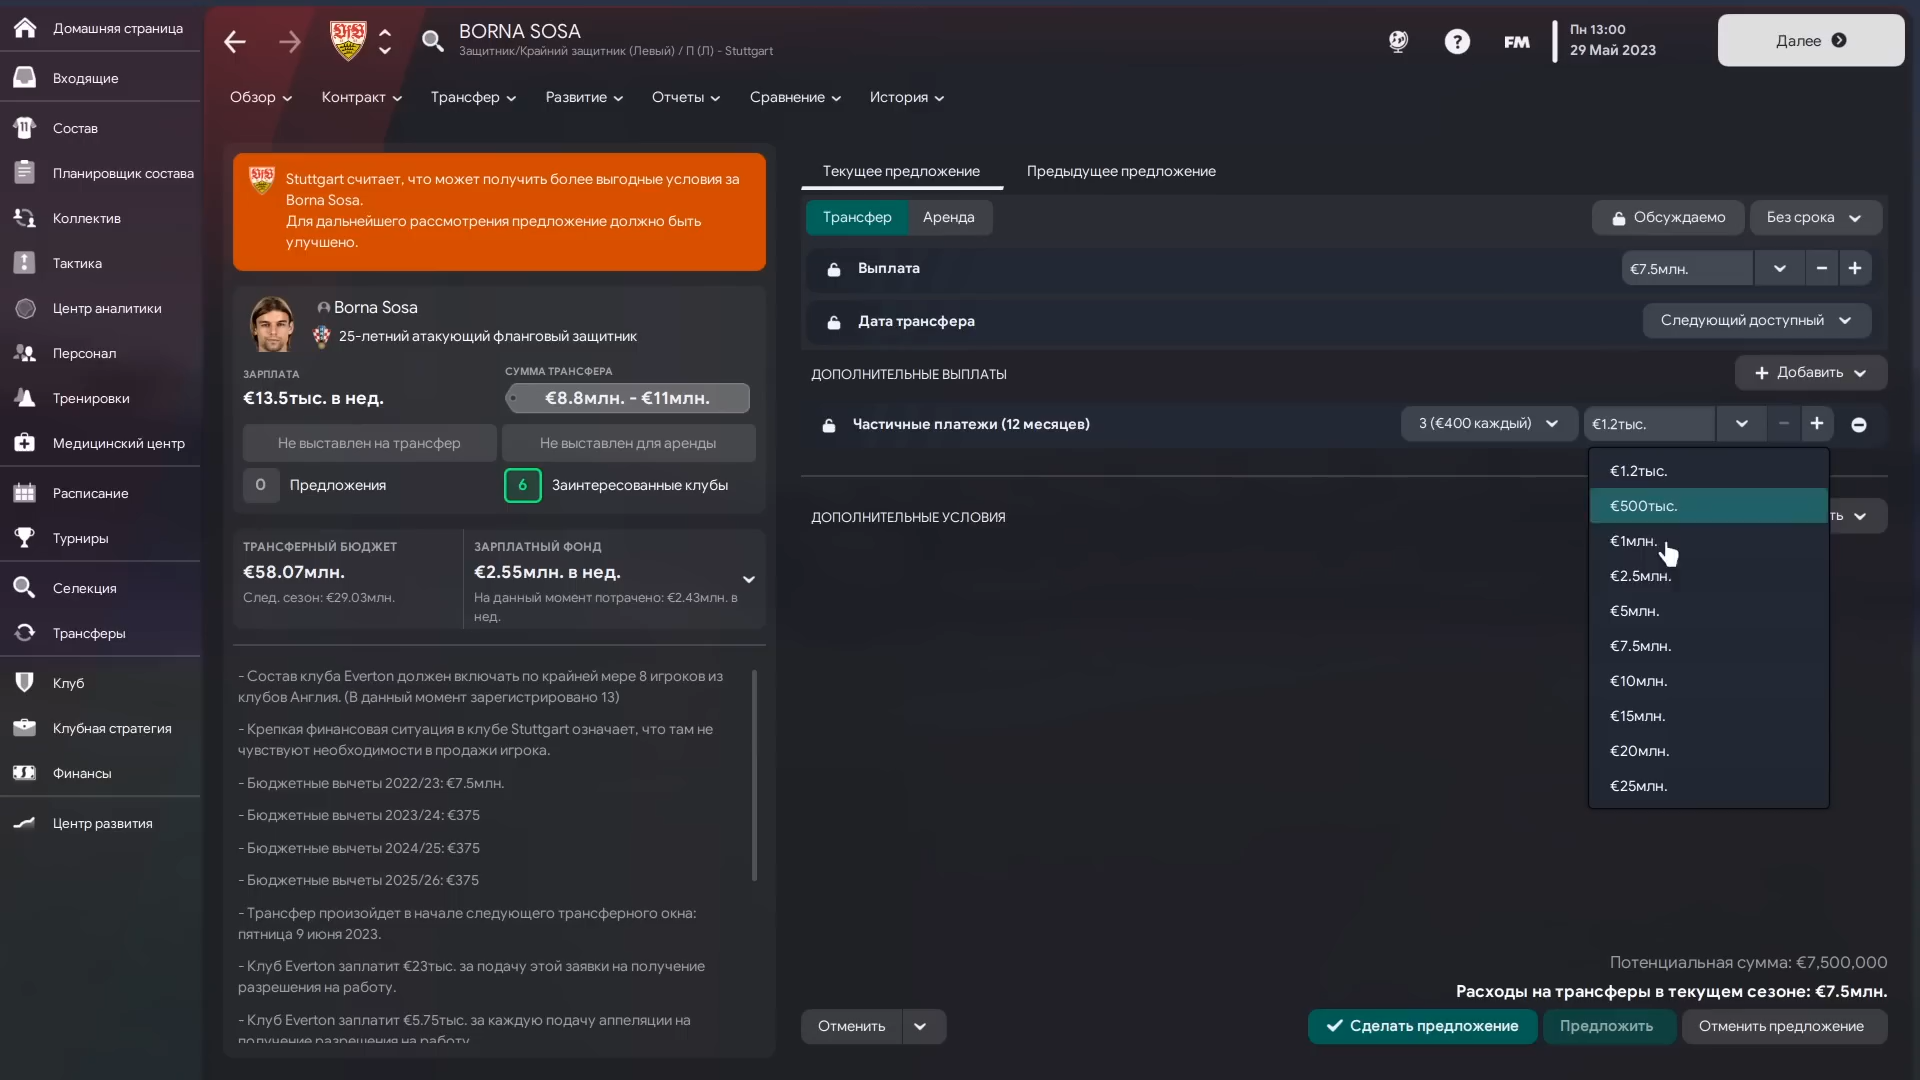 Домашняя страница
Входящие
Состав
Планировщик состава
Коллектив
Тактика
Центр аналитики
Персонал
Тренировки
Медицинский центр
Расписание
Турниры
Селекция
Трансферы
Клуб
Клубная стратегия
Финансы
Центр развития
BORNA SOSA
Защитник/Крайний защитник (Левый) / П (Л) - Stuttgart
FM
Пн 13:00
29 Май 2023
Далее
Обзор
Контракт
Трансфер
Развитие
Отчеты
Сравнение
История
Stuttgart считает, что может получить более выгодные условия за
Borna Sosa.
Для дальнейшего рассмотрения предложение должно быть
улучшено.
Borna Sosa
25-летний атакующий фланговый защитник
ЗАРПЛАТА
€13.5тыс. в нед.
СУММА ТРАНСФЕРА
€8.8млн. - €11млн.
Не выставлен на трансфер
Не выставлен для аренды
0
Предложения
6
Заинтересованные клубы
ТРАНСФЕРНЫЙ БЮДЖЕТ
€58.07млн.
След. сезон: €29.03млн.
ЗАРПЛАТНЫЙ ФОНД
€2.55млн. в нед.
На данный момент потрачено: €2.43млн. в
нед.
- Состав клуба Everton должен включать по крайней мере 8 игроков из
клубов Англия. (В данный момент зарегистрировано 13)
- Крепкая финансовая ситуация в клубе Stuttgart означает, что там не
чувствуют необходимости в продажи игрока.
- Бюджетные вычеты 2022/23: €7.5млн.
- Бюджетные вычеты 2023/24: €375
- Бюджетные вычеты 2024/25: €375
- Бюджетные вычеты 2025/26: €375
- Трансфер произойдет в начале следующего трансферного окна:
пятница 9 июня 2023.
- Клуб Everton заплатит €23тыс. за подачу этой заявки на получение
разрешения на работу.
- Клуб Everton заплатит €5.75тыс. за каждую подачу аппеляции на
получение разрешения на работу.
Текущее предложение
Предыдущее предложение
Трансфер
Аренда
Обсуждаемо
Без срока
Выплата
€7.5млн.
Дата трансфера
Следующий доступный
ДОПОЛНИТЕЛЬНЫЕ ВЫПЛАТЫ
Добавить
Частичные платежи (12 месяцев)
3 (€400 каждый)
€1.2тыс.
€1.2тыс.
€500тыс.
€1млн.
€2.5млн.
€5млн.
€7.5млн.
€10млн.
€15млн.
€20млн.
€25млн.
ДОПОЛНИТЕЛЬНЫЕ УСЛОВИЯ
ть
Потенциальная сумма: €7,500,000
Расходы на трансферы в текущем сезоне: €7.5млн.
Отменить
Сделать предложение
Предложить
Отменить предложение